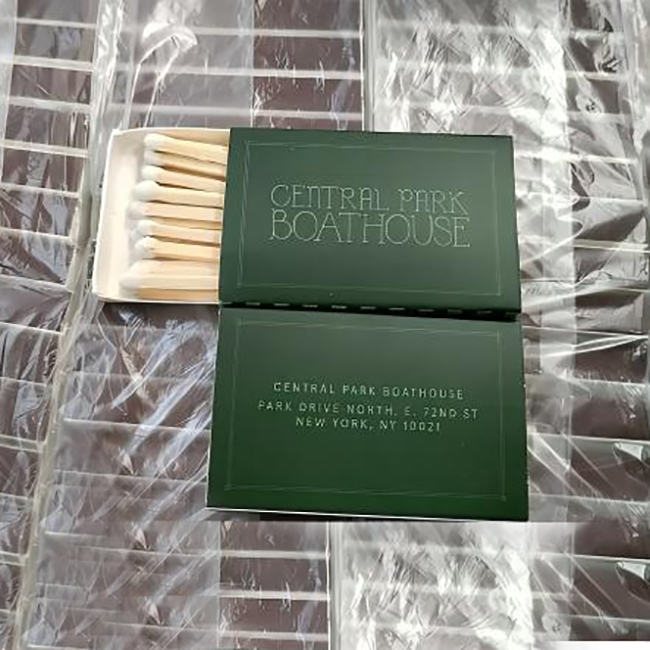 CENTRAL PARK
BOATHOUSE
CENTRAL PARK BOATHOUSE
PARK DRIVE NORTH, E. 72ND ST
NEW YORK, NY 10021